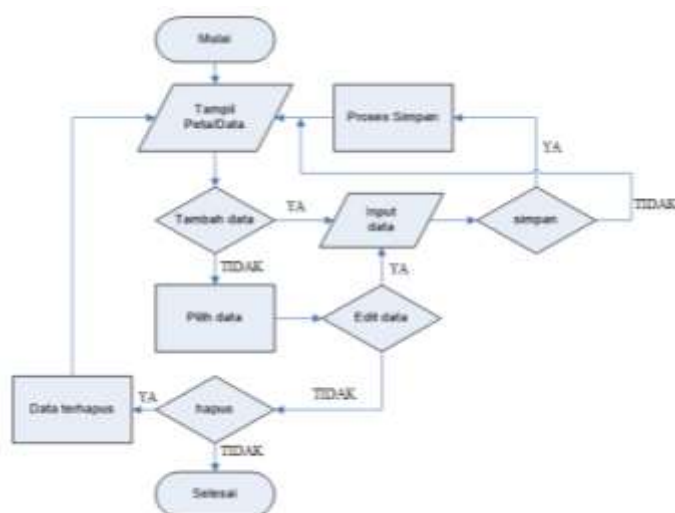 Mulai
Tampil
Peta/Data
Proses Simpan
YA
Tambah data
YA
Input
data
simpan
TIDAK
TIDAK
YA
Pilih data
Edit data
TIDAK
Data terhapus
YA
hapus
TIDAK
Selesai